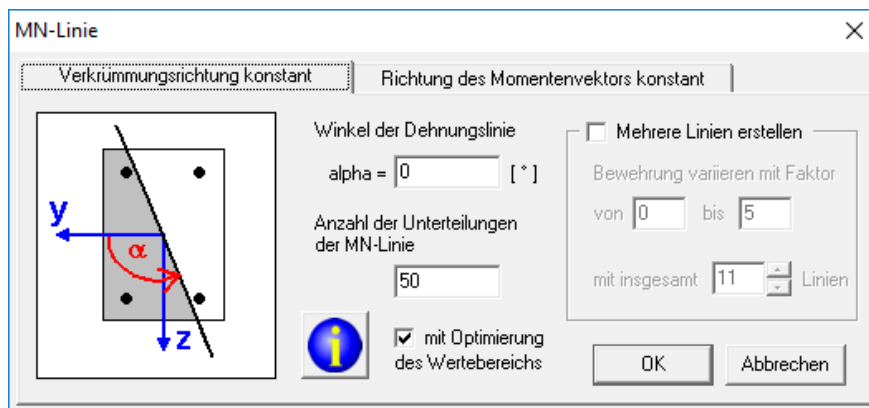 MN-Linie
Verkrümmungsrichtung konstant
Richtung des Momentenvektors konstant
y
α
z
Winkel der Dehnungslinie
alpha = 0 [ ° ]
Anzahl der Unterteilungen
der MN-Linie
50
i
mit Optimierung
des Wertebereichs
Mehrere Linien erstellen
Bewehrung variieren mit Faktor
von 0 bis 5
mit insgesamt 11 Linien
OK
Abbrechen